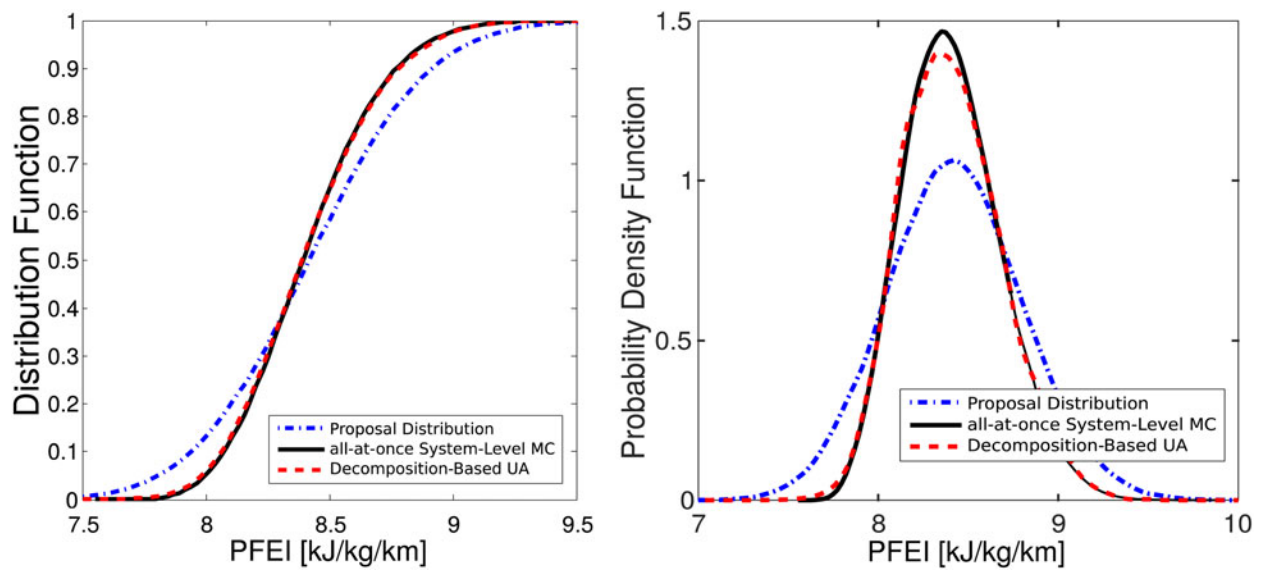 Distribution Function
1
0.9
0.8
0.7
0.6
0.5
0.4
0.3
0.2
0.1
0
7.5 8 8.5 9 9.5
PFEI [kJ/kg/km]
Proposal Distribution
all-at-once System-Level MC
Decomposition-Based UA
Probability Density Function
1.5
1
0.5
0
7 8 9 10
PFEI [kJ/kg/km]
Proposal Distribution
all-at-once System-Level MC
Decomposition-Based UA